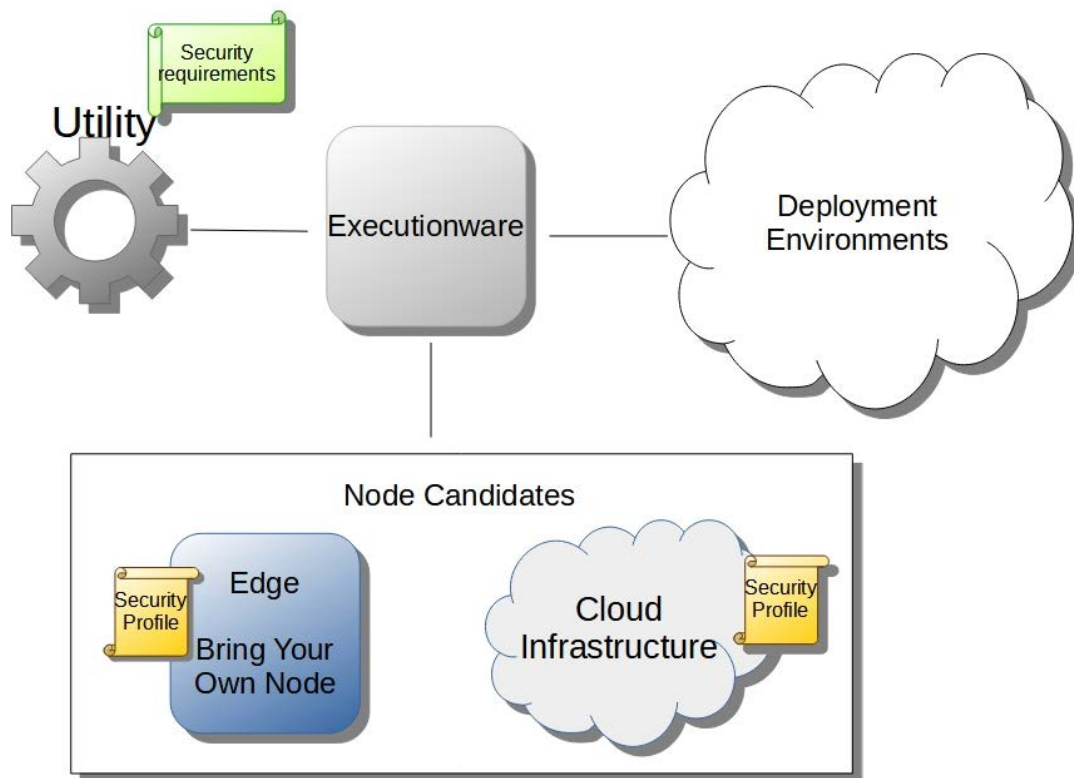 Security
requirements
Utility
Executionware
Deployment
Environments
Node Candidates
Security
Profile
Edge
Bring Your
Own Node
Cloud
Infrastructure
Security
Profile